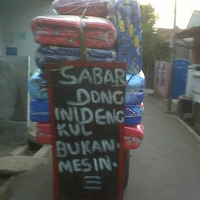 SABAR
DONG
INI DENG
KUL
BUKAN
MESIN.